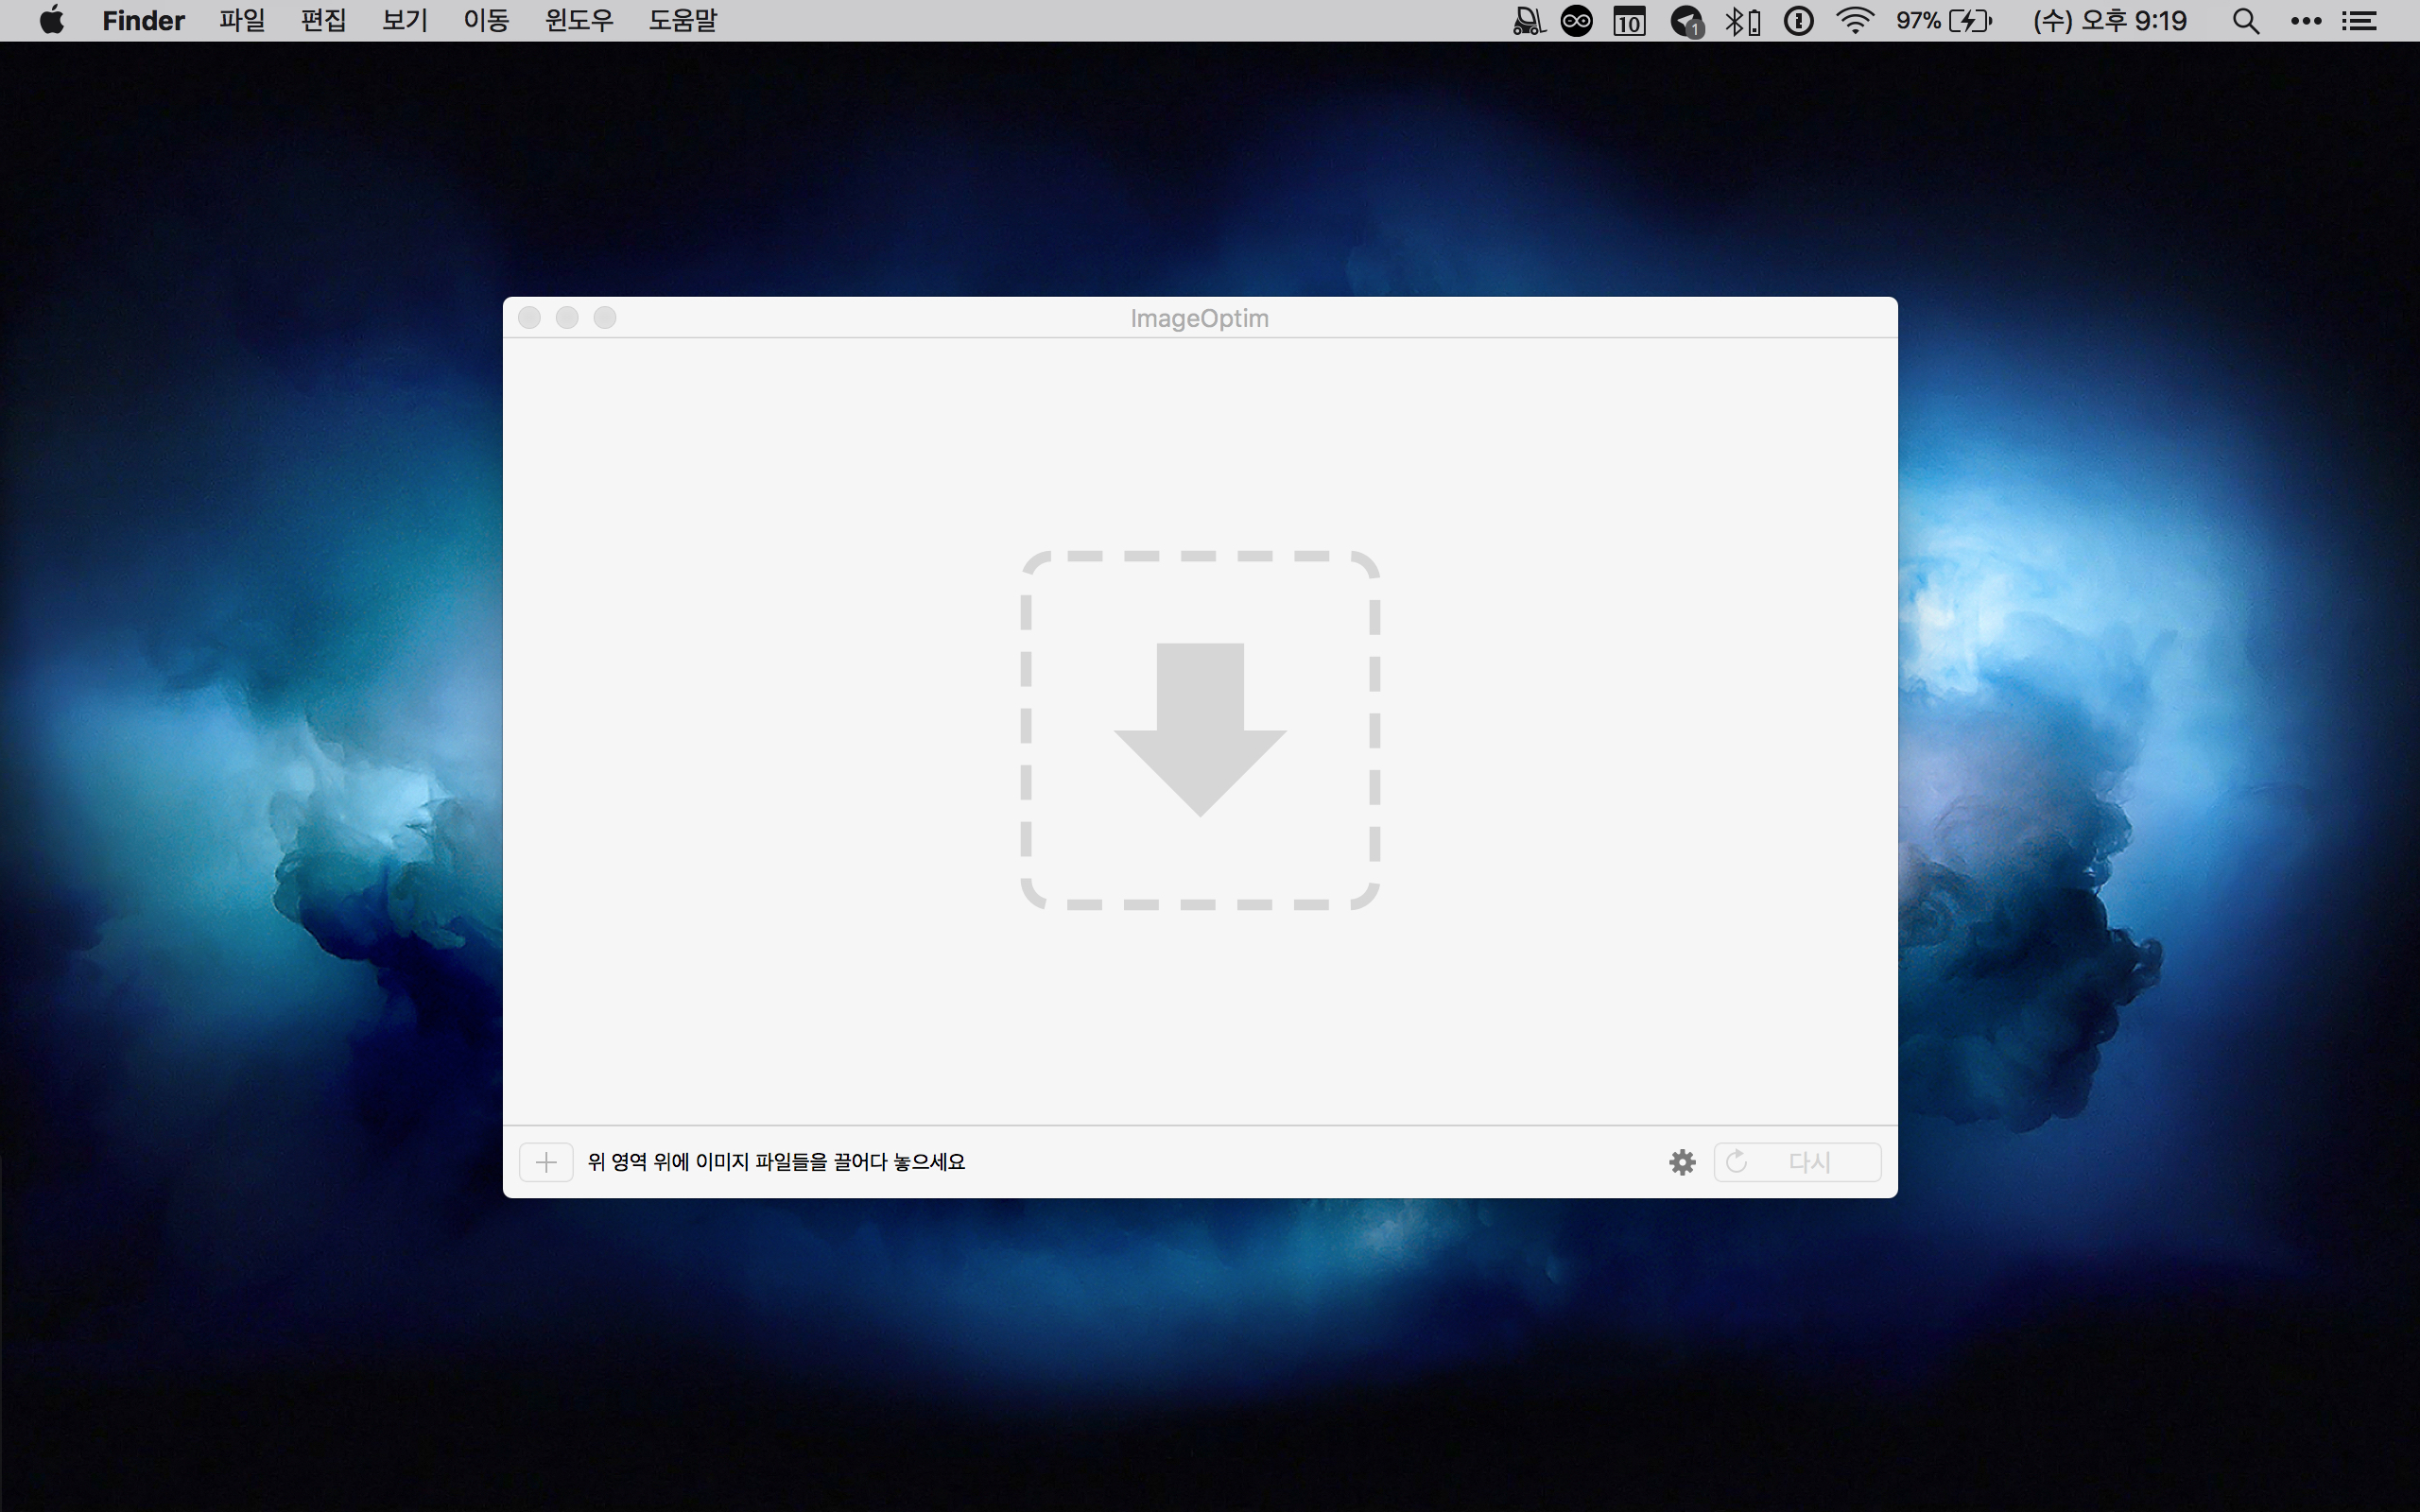 Finder 파일 편집 보기 이동 윈도우 도움말 10 1 97% (수) 오후 9:19
ImageOptim
위 영역 위에 이미지 파일들을 끌어다 놓으세요 다시